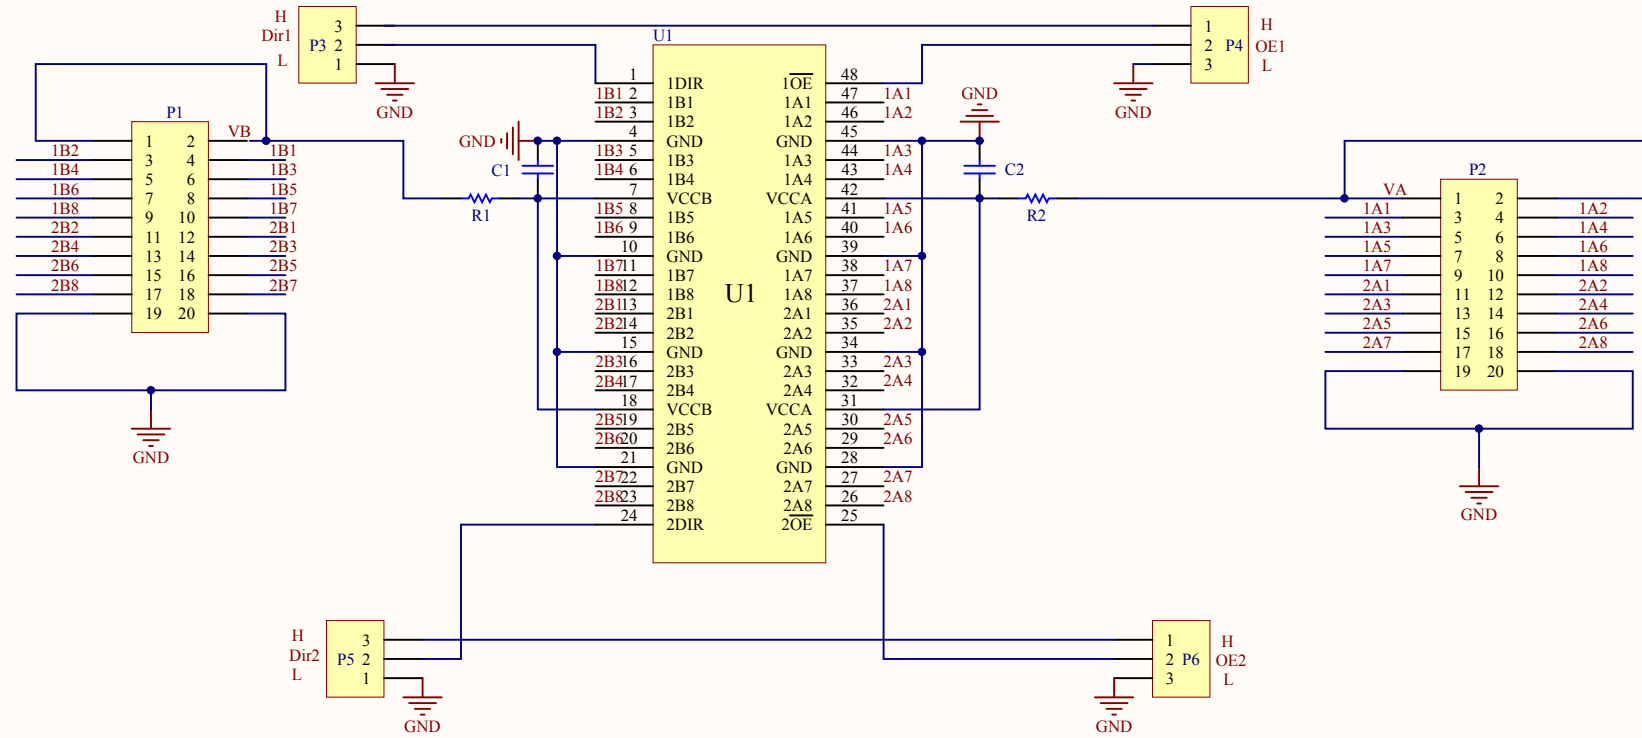 H
Dir1
L
P3
3
2
1
GND
U1
1
2
3
P4
H
OE1
L
GND
P1
VB
1 2
3 4
5 6
7 8
9 10
11 12
13 14
15 16
17 18
19 20
1B2
1B4
1B6
1B8
2B2
2B4
2B6
2B8
1B1
1B3
1B5
1B7
2B1
2B3
2B5
2B7
GND
GND
C1
R1
1 1DIR
1B1 2 1B1
1B2 3 1B2
4 GND
1B3 5 1B3
1B4 6 1B4
7 VCCB
1B5 8 1B5
1B6 9 1B6
10 GND
1B7 11 1B7
1B8 12 1B8
2B1 13 2B1
2B2 14 2B2
15 GND
2B3 16 2B3
2B4 17 2B4
18 VCCB
2B5 19 2B5
2B6 20 2B6
21 GND
2B7 22 2B7
2B8 23 2B8
24 2DIR
U1
1OE 48
1A1 47 1A1
1A2 46 1A2
GND 45
1A3 44 1A3
1A4 43 1A4
VCCA 42
1A5 41 1A5
1A6 40 1A6
GND 39
1A7 38 1A7
1A8 37 1A8
2A1 36 2A1
2A2 35 2A2
GND 34
2A3 33 2A3
2A4 32 2A4
VCCA 31
2A5 30 2A5
2A6 29 2A6
GND 28
2A7 27 2A7
2A8 26 2A8
2OE 25
GND
C2
R2
P2
VA
1 2
3 4
5 6
7 8
9 10
11 12
13 14
15 16
17 18
19 20
1A1
1A3
1A5
1A7
2A1
2A3
2A5
2A7
1A2
1A4
1A6
1A8
2A2
2A4
2A6
2A8
GND
H
Dir2
L
P5
3
2
1
GND
1
2
3
P6
H
OE2
L
GND